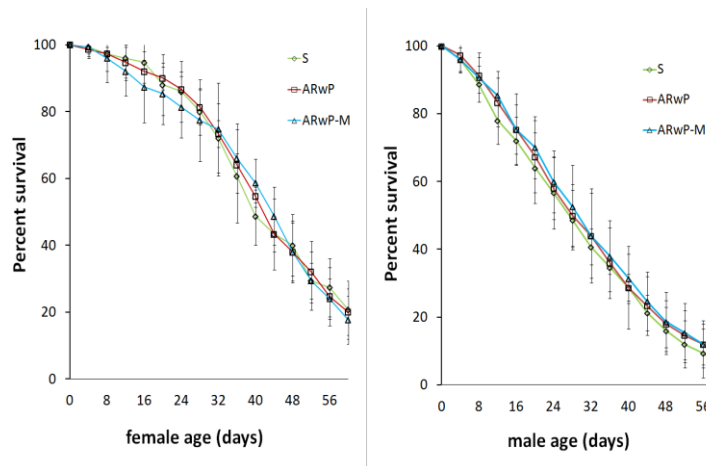 100
80
60
40
20
0
Percent survival
0 8 16 24 32 40 48 56
female age (days)
S
ARwP
ARwP-M
100
80
60
40
20
0
Percent survival
0 8 16 24 32 40 48 56
male age (days)
S
ARwP
ARwP-M